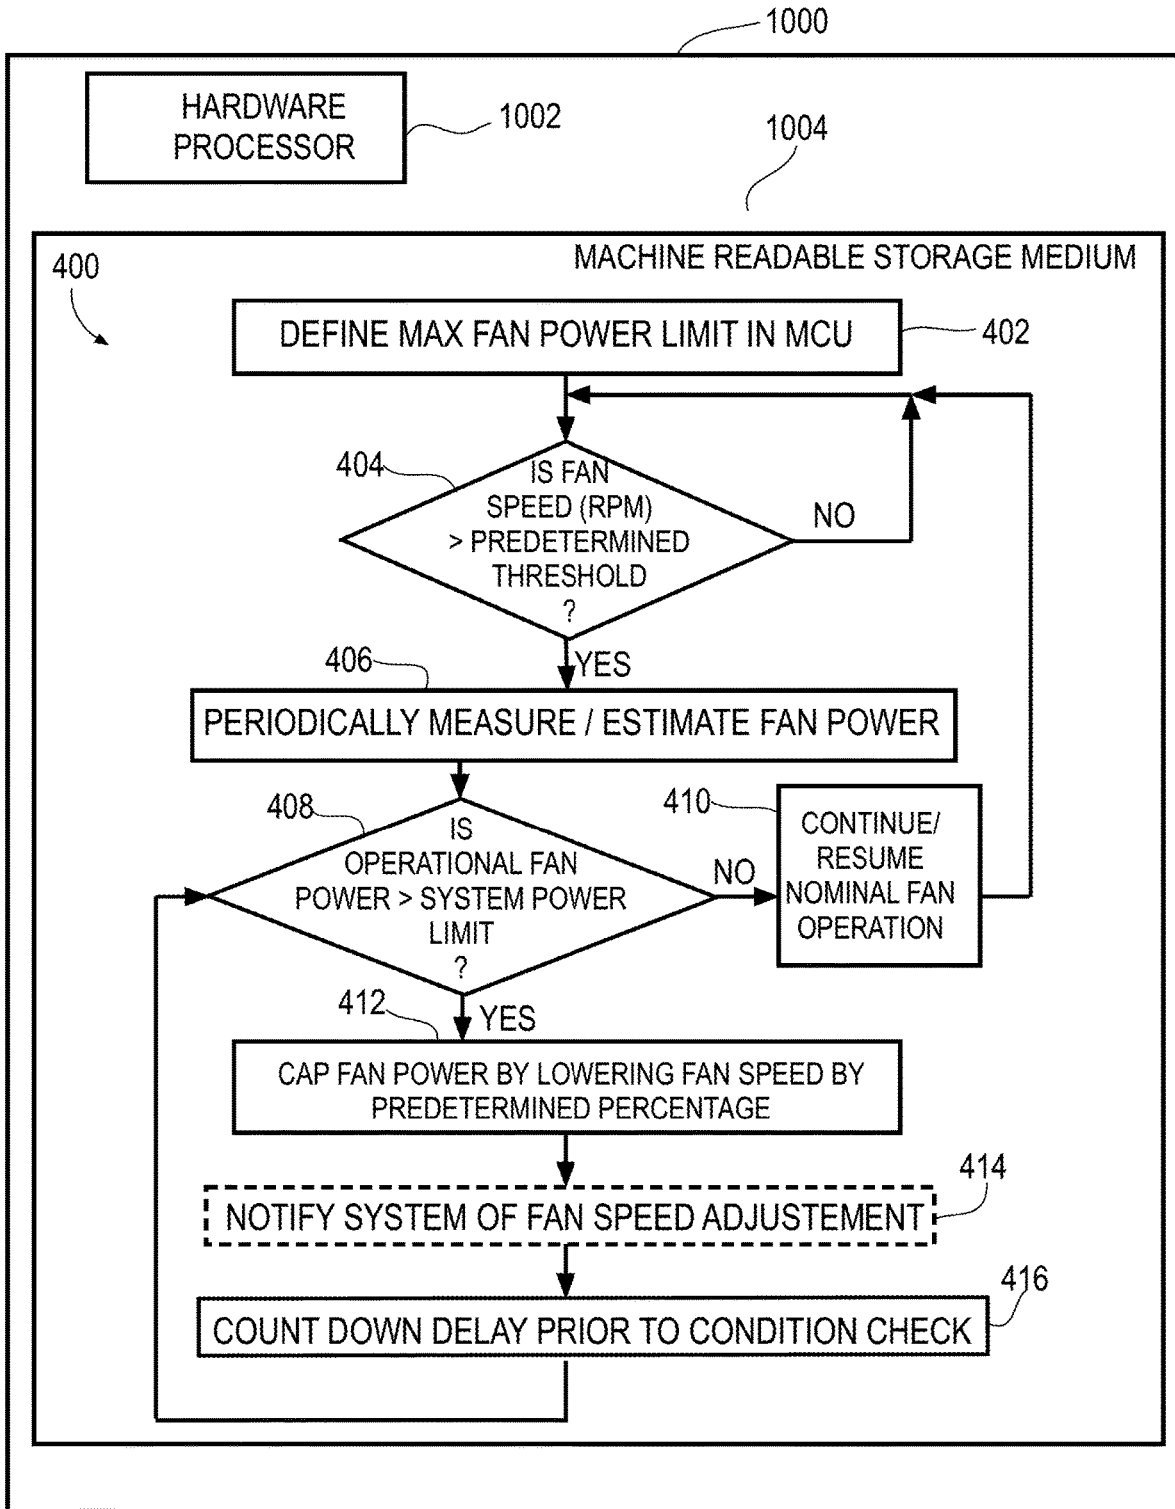 1000
HARDWARE
PROCESSOR
1002
1004
MACHINE READABLE STORAGE MEDIUM
400
DEFINE MAX FAN POWER LIMIT IN MCU
402
404
IS FAN
SPEED (RPM)
> PREDETERMINED
THRESHOLD
?
NO
YES
406
PERIODICALLY MEASURE / ESTIMATE FAN POWER
408
IS
OPERATIONAL FAN
POWER > SYSTEM POWER
LIMIT
?
NO
410
CONTINUE/
RESUME
NOMINAL FAN
OPERATION
YES
412
CAP FAN POWER BY LOWERING FAN SPEED BY
PREDETERMINED PERCENTAGE
414
NOTIFY SYSTEM OF FAN SPEED ADJUSTEMENT
416
COUNT DOWN DELAY PRIOR TO CONDITION CHECK